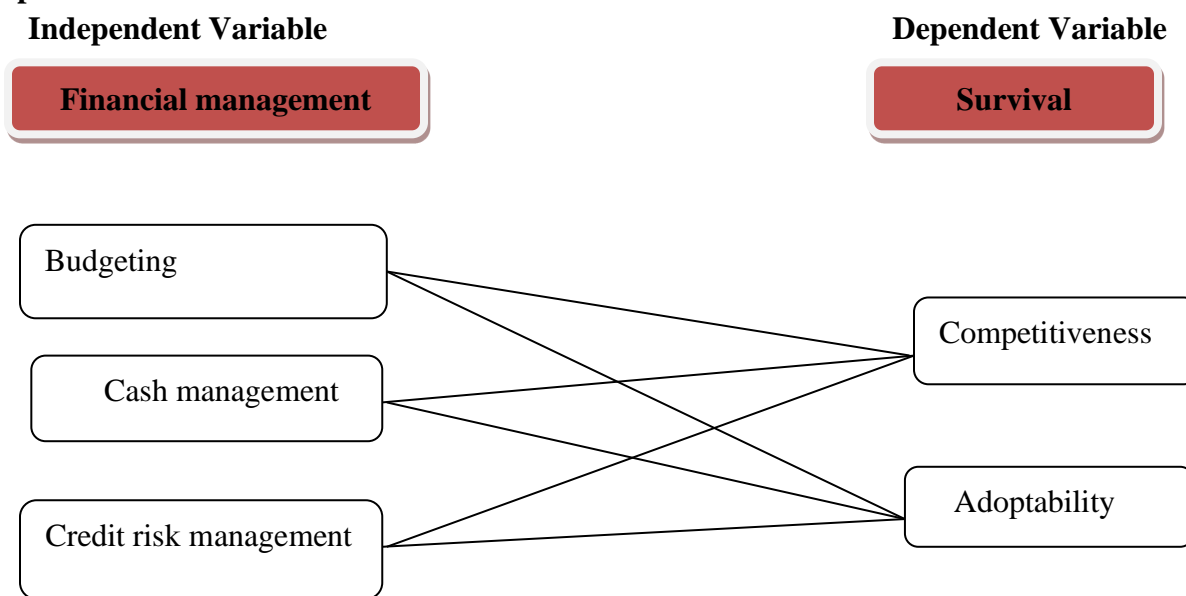 Independent Variable
Dependent Variable
Financial management
Survival
Budgeting
Competitiveness
Cash management
Adoptability
Credit risk management